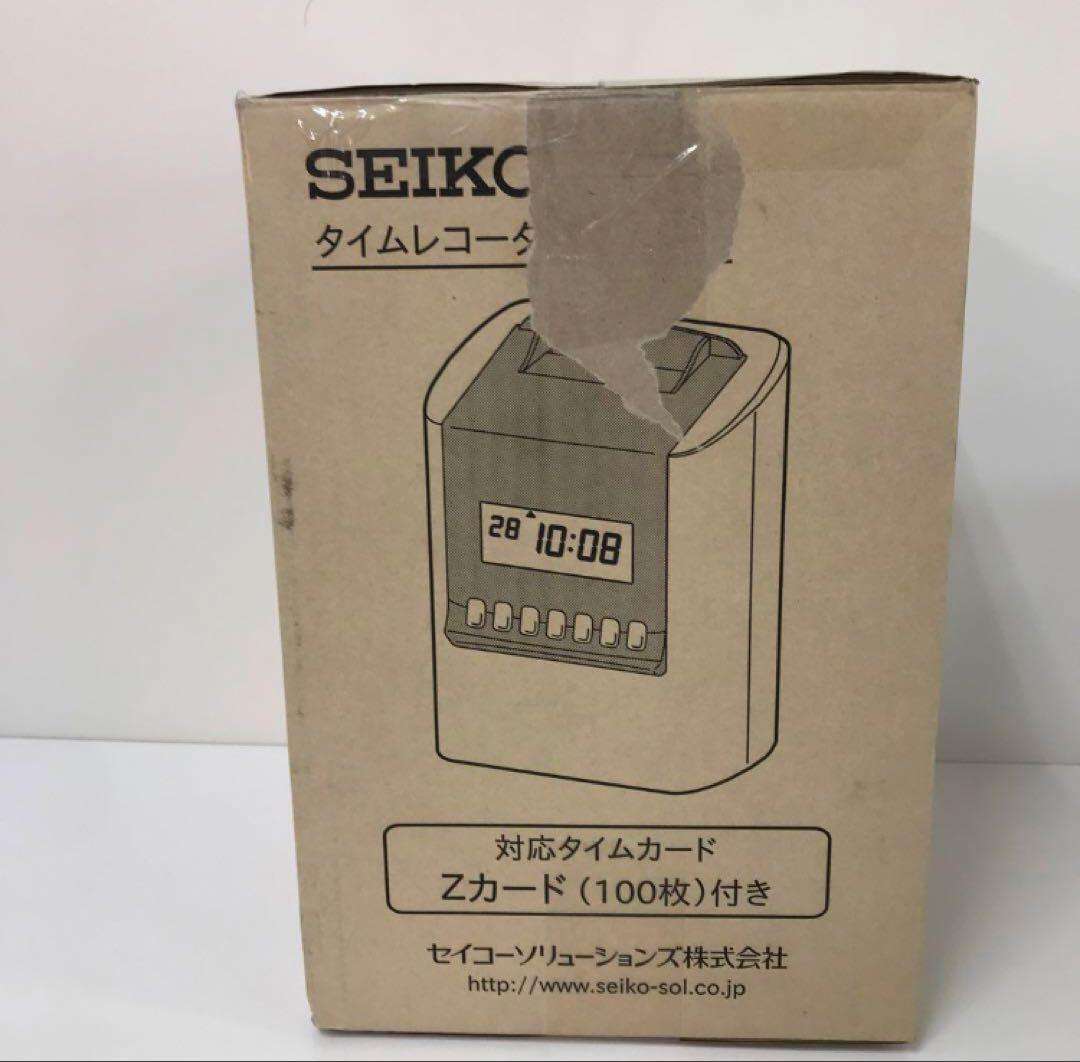 SEIKO
タイムレコーダ
28 10:08
対応タイムカード
Zカード(100枚)付き
セイコーソリューションズ株式会社
http://www.seiko-sol.co.jp